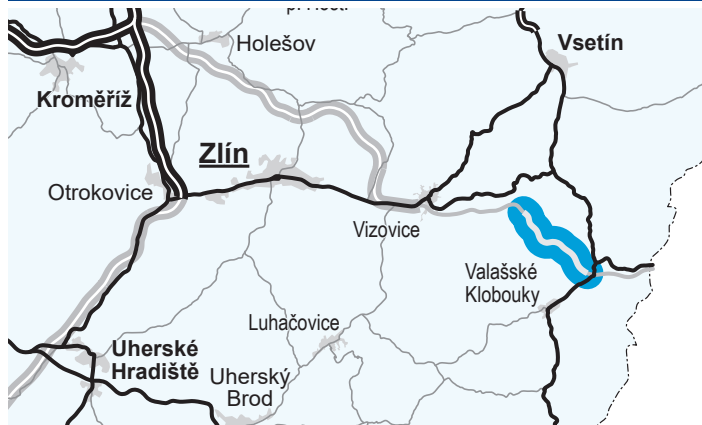 Holešov
Vsetín
Kroměříž
Zlín
Otrokovice
Vizovice
Valašské
Klobouky
Luhačovice
Uherské
Hradiště
Uherský
Brod